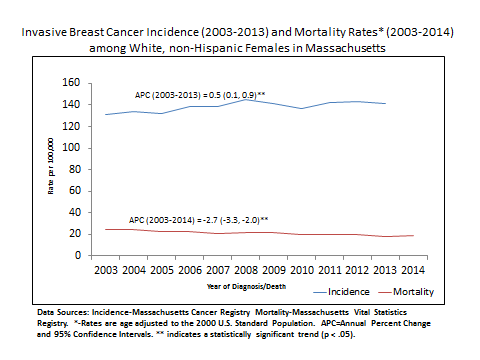 Invasive Breast Cancer Incidence (2003-2013) and Mortality Rates* (2003-2014)
among White, non-Hispanic Females in Massachusetts
160
APC (2003-2013) = 0.5 (0.1, 0.9)**
140
120
100
80
60
40
APC (2003-2014) = -2.7 (-3.3, -2.0)**
20
0
Rate per 100,000
2003 2004 2005 2006 2007 2008 2009 2010 2011 2012 2013 2014
Year of Diagnosis/Death
Incidence Mortality
Data Sources: Incidence-Massachusetts Cancer Registry Mortality-Massachusetts Vital Statistics
Registry. *-Rates are age adjusted to the 2000 U.S. Standard Population. APC=Annual Percent Change
and 95% Confidence Intervals. ** indicates a statistically significant trend (p < .05).